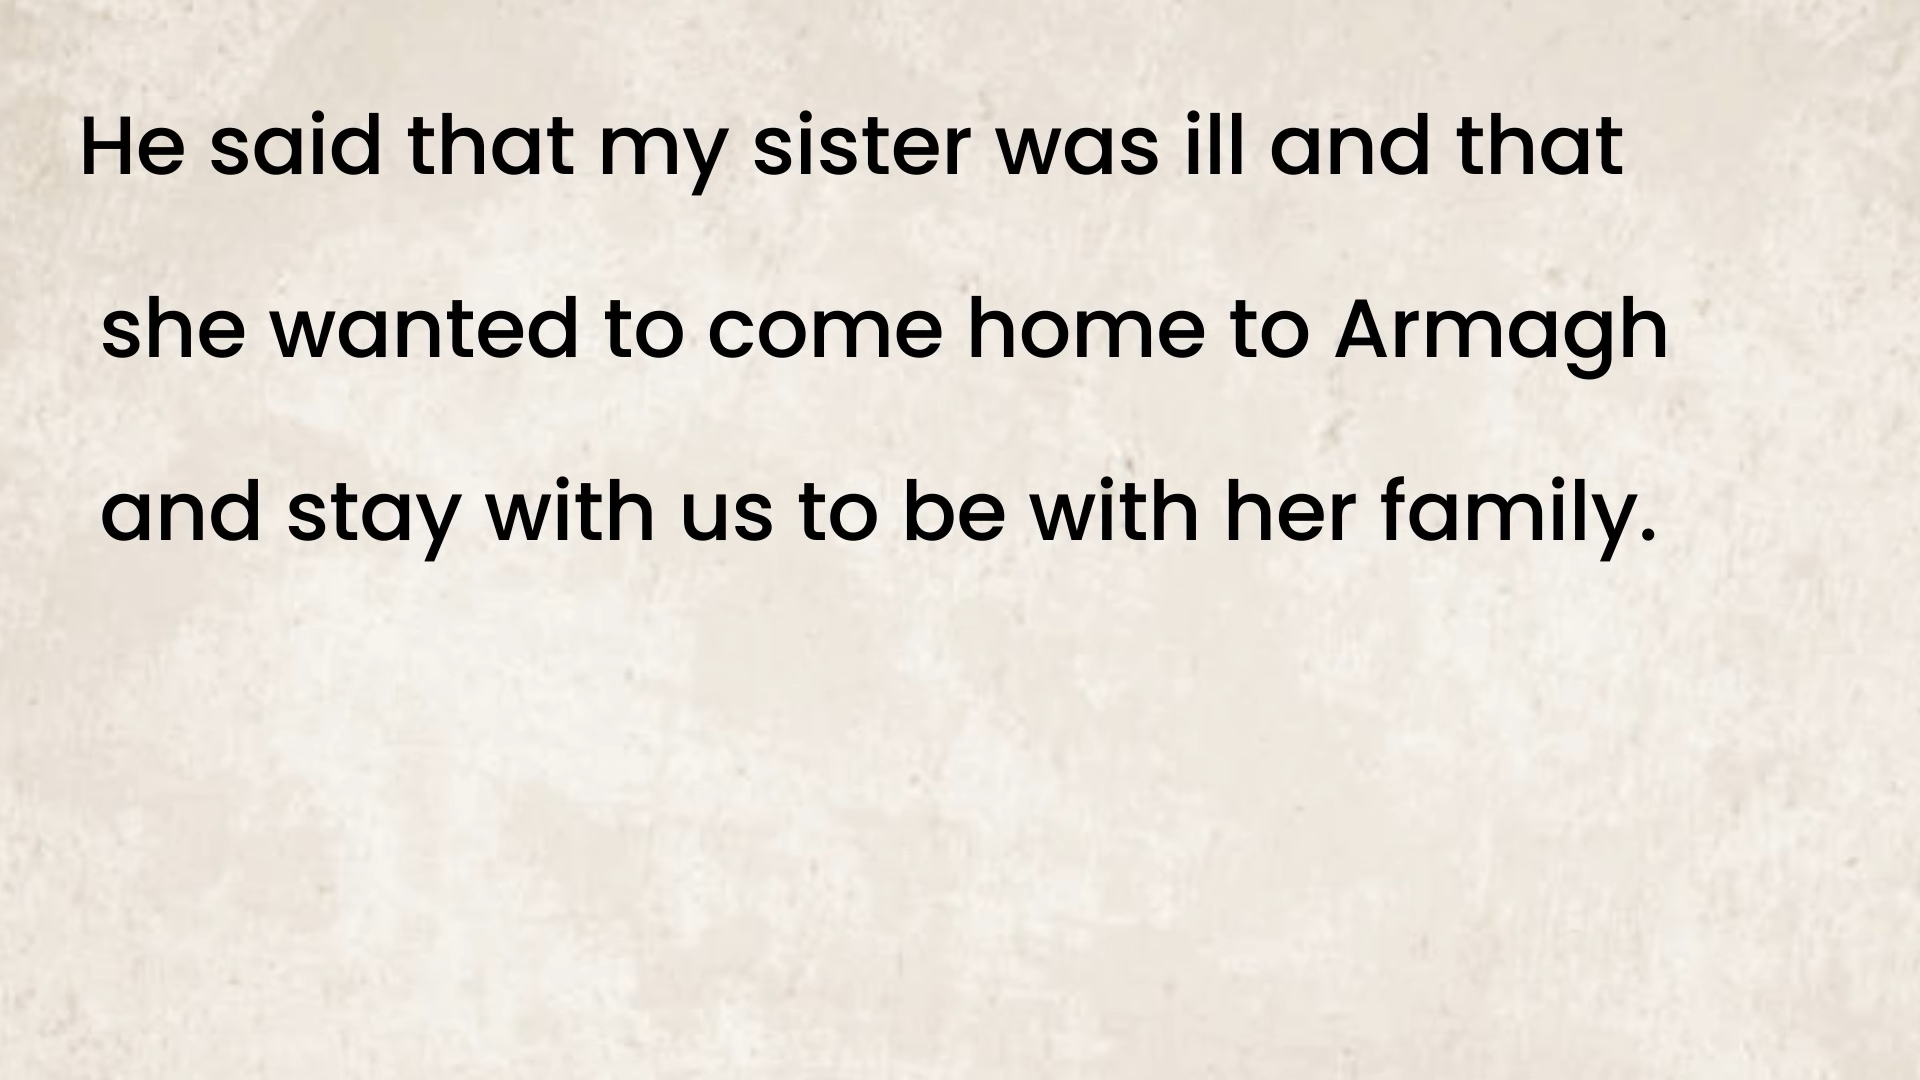 He said that my sister was ill and that
she wanted to come home to Armagh
and stay with us to be with her family.